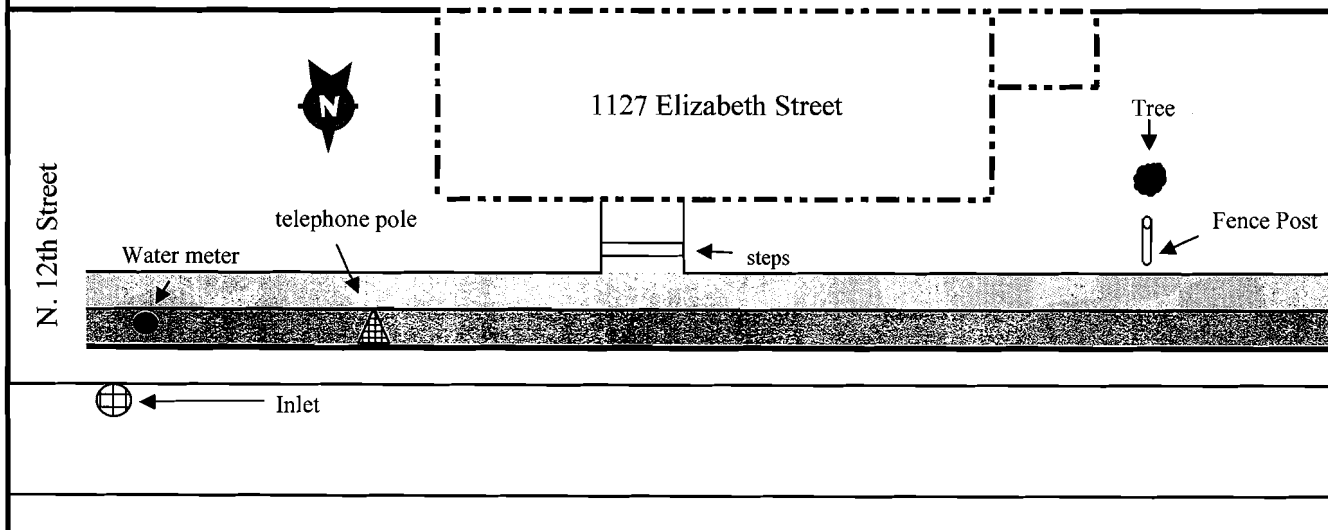 N
1127 Elizabeth Street
Tree
N. 12th Street
telephone pole
Fence Post
Water meter
steps
Inlet